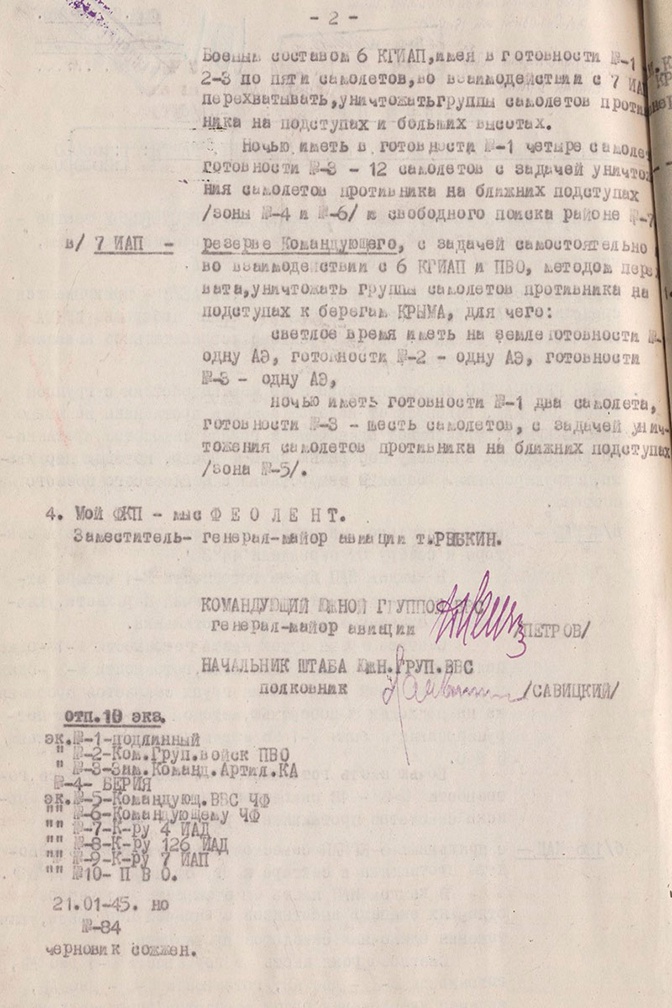 - 2 -
Боевым составом 6 КГИАП, имея в готовности №-1
2-3 по пяти самолетов, во взаимодействии с 7 ИАП
перехватывать, уничтожатьгруппы самолетов против
ника на подступах и больших высотах.
Ночью иметь в готовности №-1 четыре самолет
готовности №-3 - 12 самолетов с задачей уничтож
ния самолетов противника на ближних подступах
/зоны №-4 и №-6/ и свободного поиска районе №-7
в/ 7 ИАП - резерве Командующего, с задачей самостоятельно
во взаимодействии с 6 КГИАП и ПВО, методом пере
вата, уничтожать группы самолетов противника на
подступах к берегам КРЫМА, для чего:
светлое время иметь на землеготовности №-
одну АЭ, готовности №-2 - одну АЭ, готовности
№-3 - одну АЭ,
ночью иметь готовности №-1 два самолета,
готовности №-3 - шесть самолетов, с задачей унич-
тожения самолетов противника на ближних подступах
/зона №-5/.
4. Мой ФКП - мыс Ф Е О Л Е Н Т.
Заместитель- генерал-майор авиации т.РЫБКИН.
КОМАНДУЮЩИЙ ЮЖНОЙ ГРУППОЙ ВВС
генерал-майор авиации /ПЕТРОВ/
НАЧАЛЬНИК ШТАБА ЮЖН.ГРУП.ВВС
полковник /САВИЦКИЙ/
отп.10 экз.
эк.№-1-подлинный
" №-2-Ком.Груп.войск ПВО
" №-3-Зам.Команд.Артил.КА
№-4- БЕРИЯ
эк.№-5-Командующ.ВВС ЧФ
"" №-6-Командующему ЧФ
"" №-7-К-ру 4 ИАД
"" №-8-К-ру 126 ИАД
"" №-9-К-ру 7 ИАП
"" №10- П В О.
21.01-45. но
№-84
черновик сожжен.